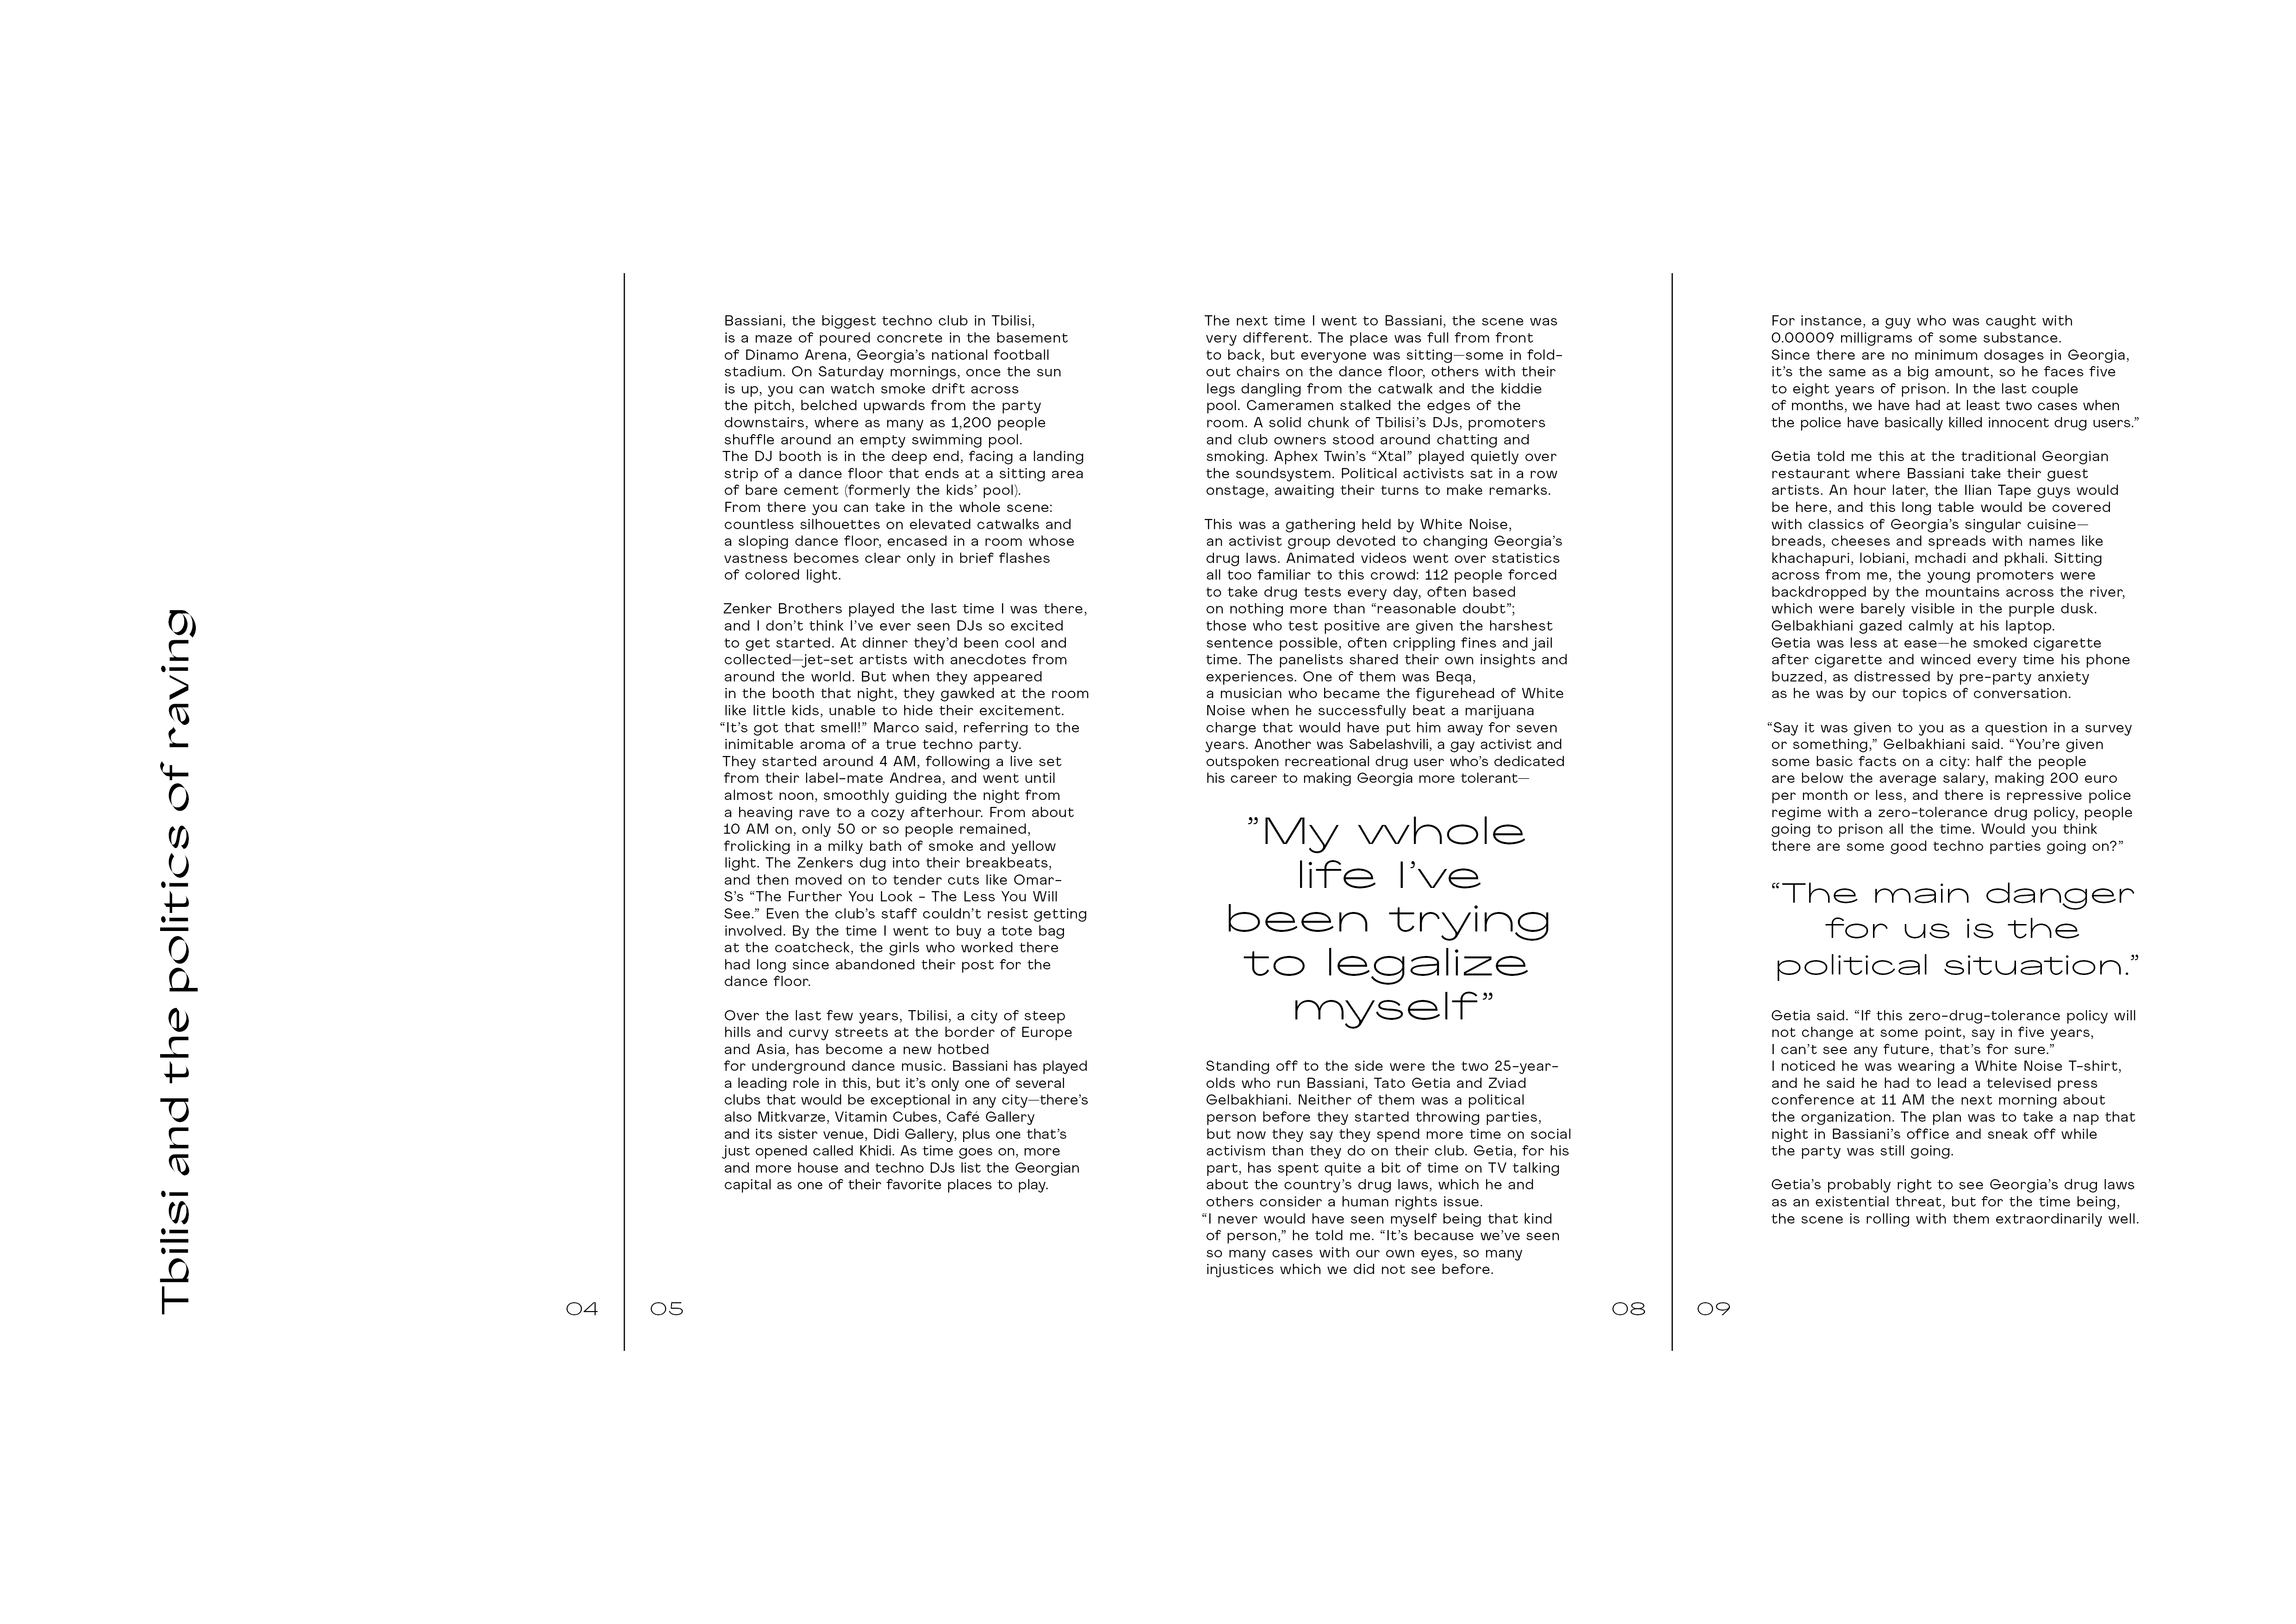 Tbilisi and the politics of raving
04
05
Bassiani, the biggest techno club in Tbilisi,
is a maze of poured concrete in the basement
of Dinamo Arena, Georgia’s national football
stadium. On Saturday mornings, once the sun
is up, you can watch smoke drift across
the pitch, belched upwards from the party
downstairs, where as many as 1,200 people
shuffle around an empty swimming pool.
The DJ booth is in the deep end, facing a landing
strip of a dance floor that ends at a sitting area
of bare cement (formerly the kids’ pool).
From there you can take in the whole scene:
countless silhouettes on elevated catwalks and
a sloping dance floor, encased in a room whose
vastness becomes clear only in brief flashes
of colored light.
Zenker Brothers played the last time I was there,
and I don’t think I’ve ever seen DJs so excited
to get started. At dinner they’d been cool and
collected—jet-set artists with anecdotes from
around the world. But when they appeared
in the booth that night, they gawked at the room
like little kids, unable to hide their excitement.
“It’s got that smell!” Marco said, referring to the
inimitable aroma of a true techno party.
They started around 4 AM, following a live set
from their label-mate Andrea, and went until
almost noon, smoothly guiding the night from
a heaving rave to a cozy afterhour. From about
10 AM on, only 50 or so people remained,
frolicking in a milky bath of smoke and yellow
light. The Zenkers dug into their breakbeats,
and then moved on to tender cuts like Omar-
S’s “The Further You Look - The Less You Will
See.” Even the club’s staff couldn’t resist getting
involved. By the time I went to buy a tote bag
at the coatcheck, the girls who worked there
had long since abandoned their post for the
dance floor.
Over the last few years, Tbilisi, a city of steep
hills and curvy streets at the border of Europe
and Asia, has become a new hotbed
for underground dance music. Bassiani has played
a leading role in this, but it’s only one of several
clubs that would be exceptional in any city—there’s
also Mitkvarze, Vitamin Cubes, Café Gallery
and its sister venue, Didi Gallery, plus one that’s
just opened called Khidi. As time goes on, more
and more house and techno DJs list the Georgian
capital as one of their favorite places to play.
The next time I went to Bassiani, the scene was
very different. The place was full from front
to back, but everyone was sitting—some in fold-
out chairs on the dance floor, others with their
legs dangling from the catwalk and the kiddie
pool. Cameramen stalked the edges of the
room. A solid chunk of Tbilisi’s DJs, promoters
and club owners stood around chatting and
smoking. Aphex Twin’s “Xtal” played quietly over
the soundsystem. Political activists sat in a row
onstage, awaiting their turns to make remarks.
This was a gathering held by White Noise,
an activist group devoted to changing Georgia’s
drug laws. Animated videos went over statistics
all too familiar to this crowd: 112 people forced
to take drug tests every day, often based
on nothing more than “reasonable doubt”;
those who test positive are given the harshest
sentence possible, often crippling fines and jail
time. The panelists shared their own insights and
experiences. One of them was Beqa,
a musician who became the figurehead of White
Noise when he successfully beat a marijuana
charge that would have put him away for seven
years. Another was Sabelashvili, a gay activist and
outspoken recreational drug user who’s dedicated
his career to making Georgia more tolerant—
”My whole
life I’ve
been trying
to legalize
myself”
Standing off to the side were the two 25-year-
olds who run Bassiani, Tato Getia and Zviad
Gelbakhiani. Neither of them was a political
person before they started throwing parties,
but now they say they spend more time on social
activism than they do on their club. Getia, for his
part, has spent quite a bit of time on TV talking
about the country’s drug laws, which he and
others consider a human rights issue.
“I never would have seen myself being that kind
of person,” he told me. “It’s because we’ve seen
so many cases with our own eyes, so many
injustices which we did not see before.
08
09
For instance, a guy who was caught with
0.00009 milligrams of some substance.
Since there are no minimum dosages in Georgia,
it’s the same as a big amount, so he faces five
to eight years of prison. In the last couple
of months, we have had at least two cases when
the police have basically killed innocent drug users.”
Getia told me this at the traditional Georgian
restaurant where Bassiani take their guest
artists. An hour later, the Ilian Tape guys would
be here, and this long table would be covered
with classics of Georgia’s singular cuisine—
breads, cheeses and spreads with names like
khachapuri, lobiani, mchadi and pkhali. Sitting
across from me, the young promoters were
backdropped by the mountains across the river,
which were barely visible in the purple dusk.
Gelbakhiani gazed calmly at his laptop.
Getia was less at ease—he smoked cigarette
after cigarette and winced every time his phone
buzzed, as distressed by pre-party anxiety
as he was by our topics of conversation.
“Say it was given to you as a question in a survey
or something,” Gelbakhiani said. “You’re given
some basic facts on a city: half the people
are below the average salary, making 200 euro
per month or less, and there is repressive police
regime with a zero-tolerance drug policy, people
going to prison all the time. Would you think
there are some good techno parties going on?”
“The main danger
for us is the
political situation.”
Getia said. “If this zero-drug-tolerance policy will
not change at some point, say in five years,
I can’t see any future, that’s for sure.”
I noticed he was wearing a White Noise T-shirt,
and he said he had to lead a televised press
conference at 11 AM the next morning about
the organization. The plan was to take a nap that
night in Bassiani’s office and sneak off while
the party was still going.
Getia’s probably right to see Georgia’s drug laws
as an existential threat, but for the time being,
the scene is rolling with them extraordinarily well.